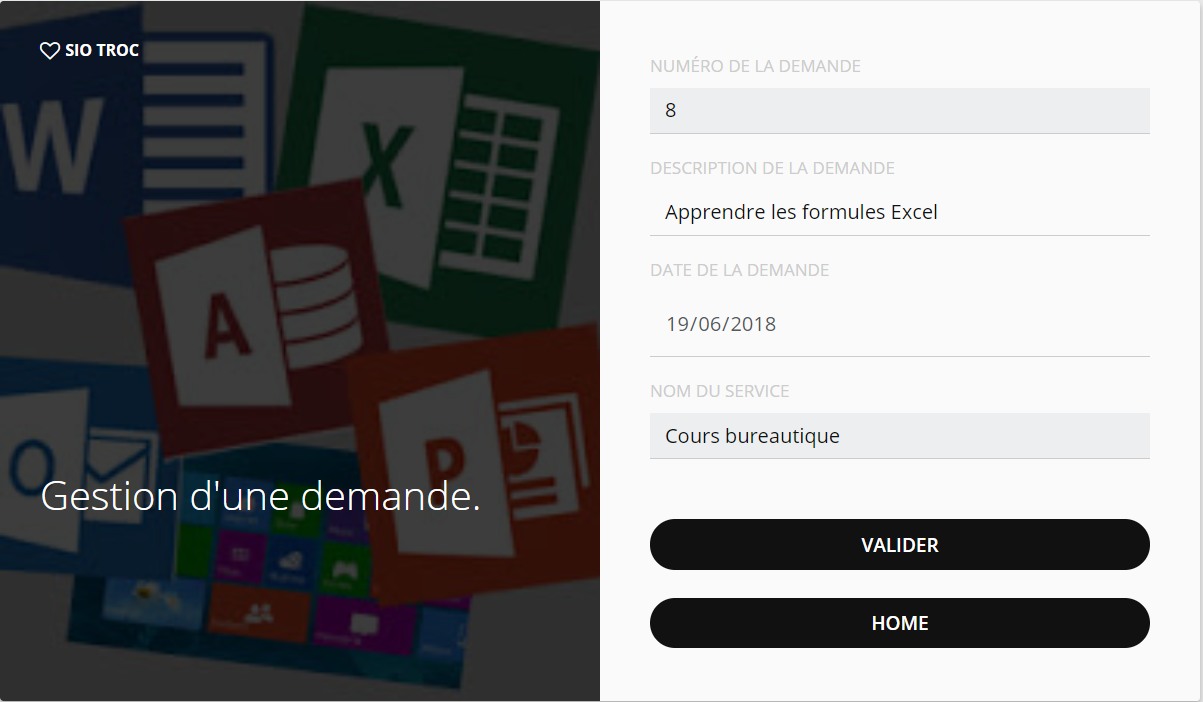 SIO TROC
W
X
A
O
P
Gestion d'une demande.
NUMÉRO DE LA DEMANDE
8
DESCRIPTION DE LA DEMANDE
Apprendre les formules Excel
DATE DE LA DEMANDE
19/06/2018
NOM DU SERVICE
Cours bureautique
VALIDER
HOME